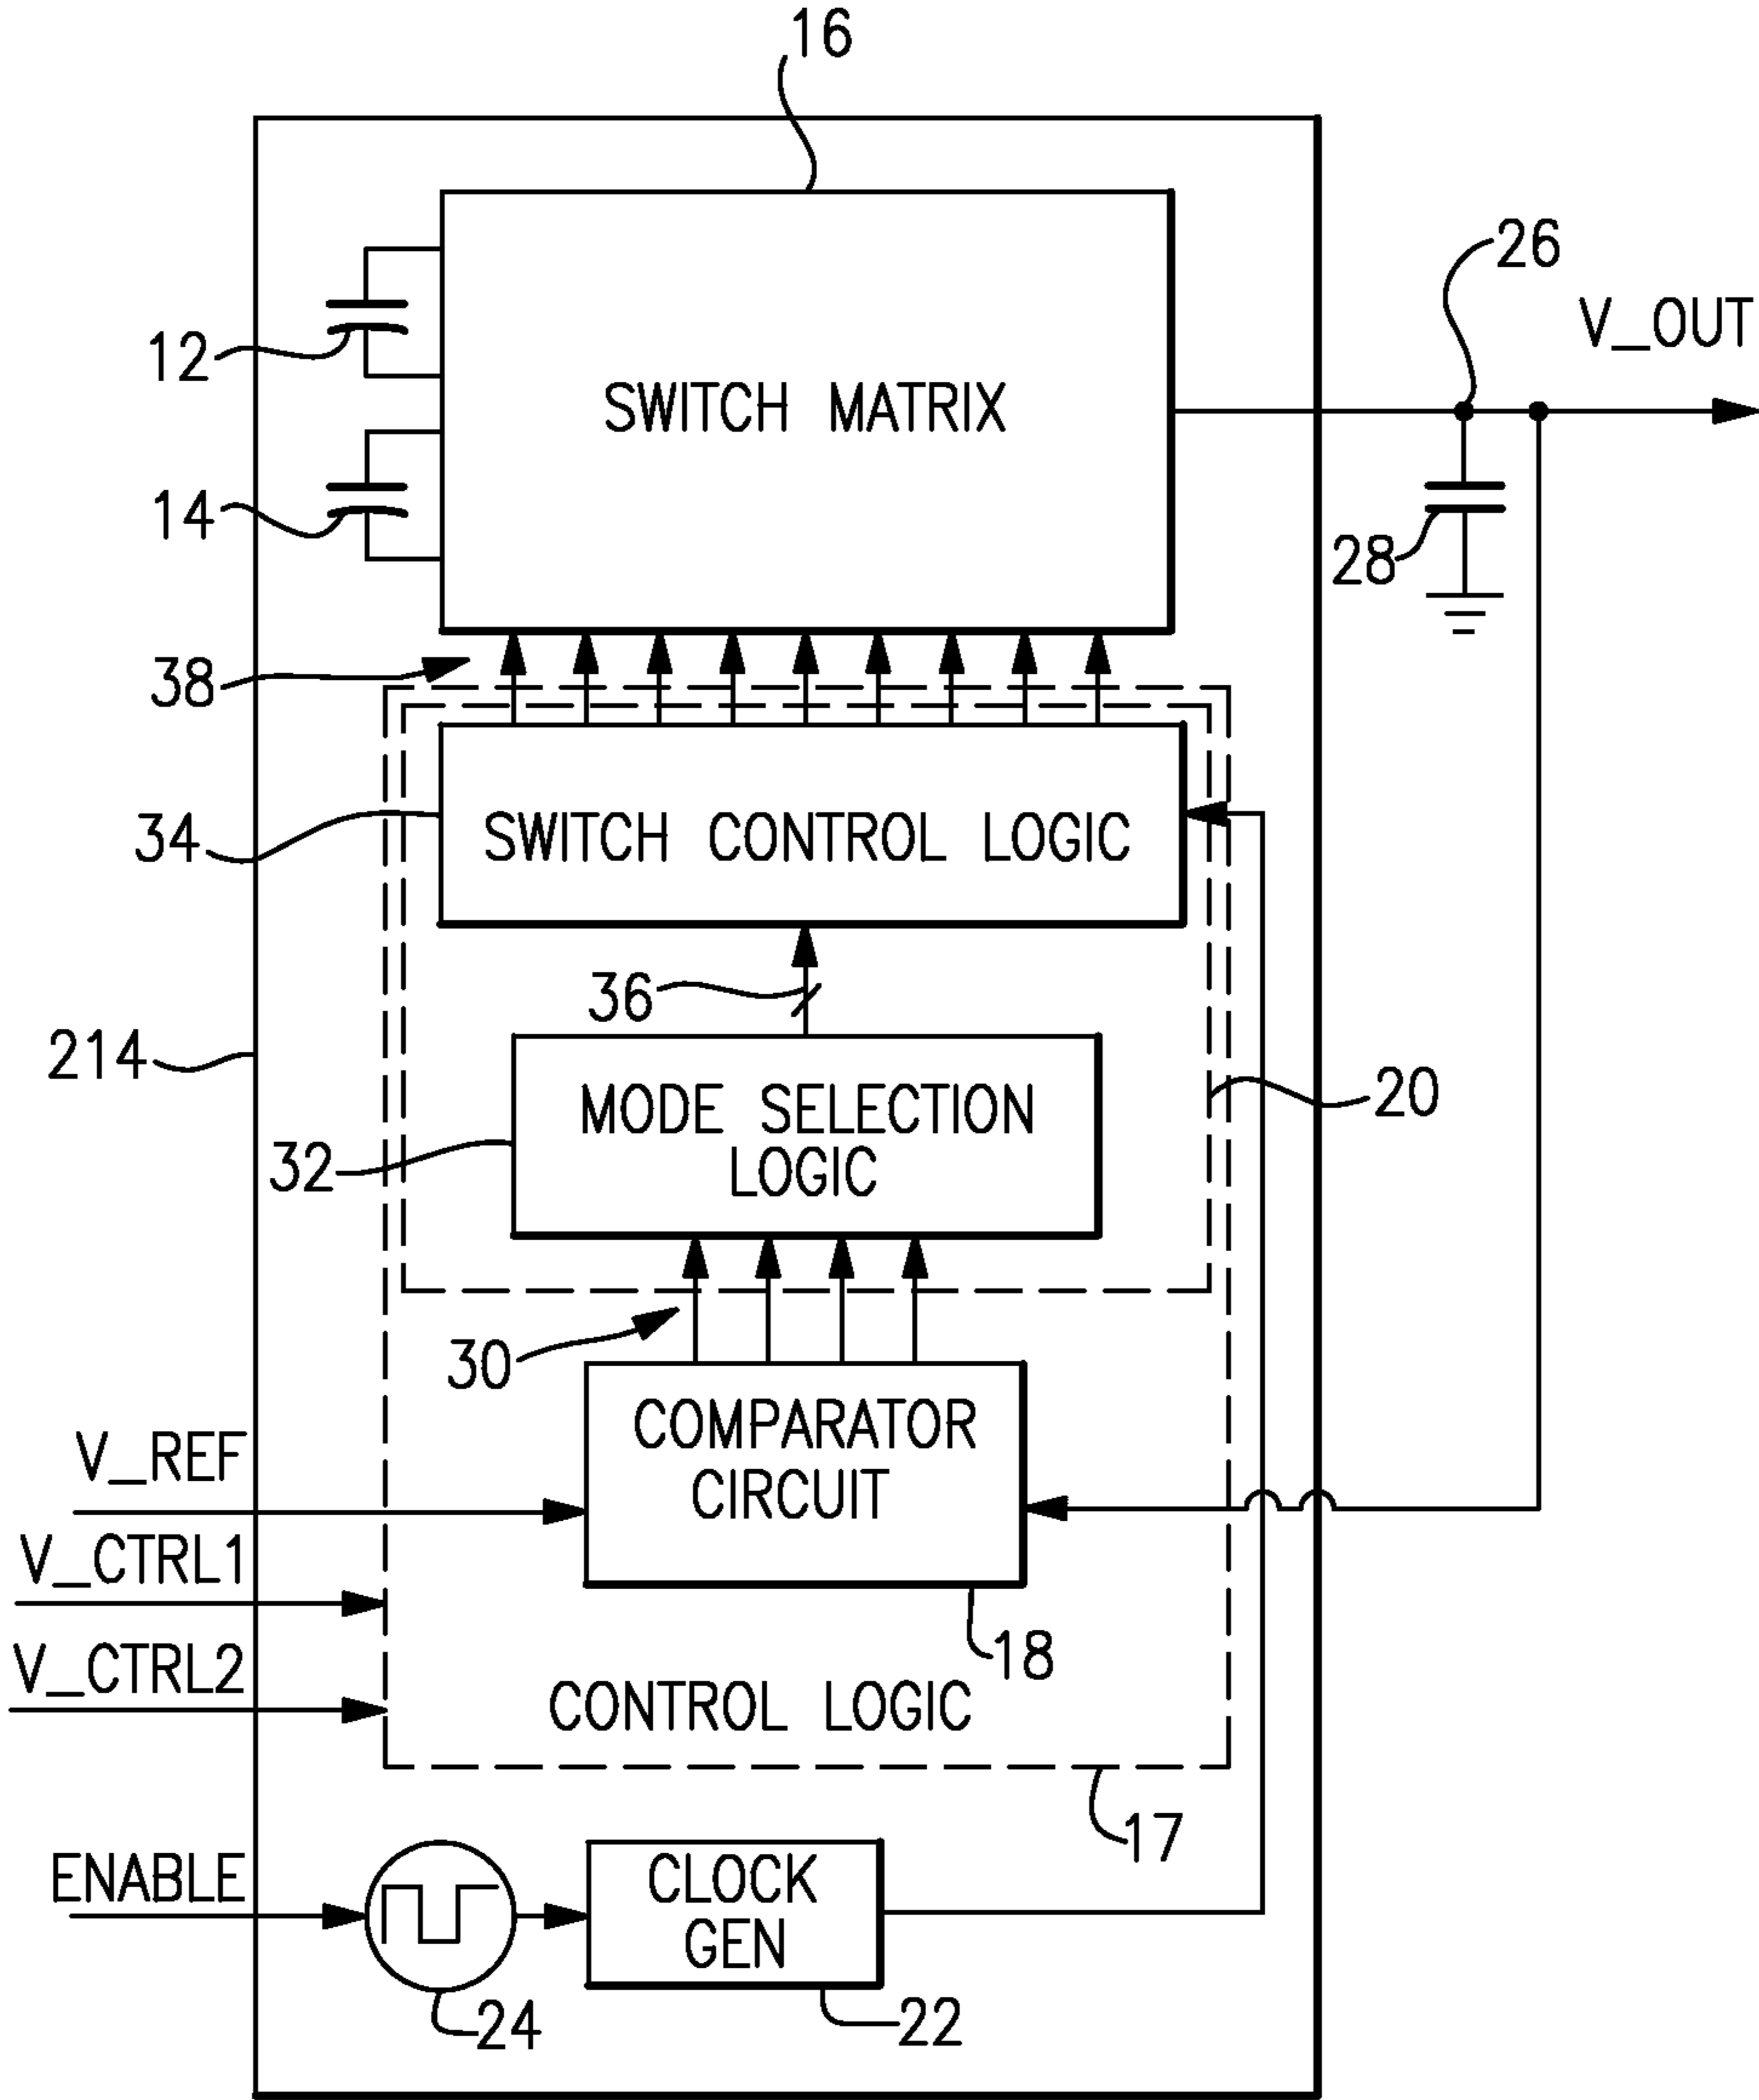 16
26
V_OUT
12
SWITCH MATRIX
14
28
38
34
SWITCH CONTROL LOGIC
36
214
MODE SELECTION
LOGIC
20
32
30
COMPARATOR
CIRCUIT
V_REF
V_CTRL1
18
V_CTRL2
CONTROL LOGIC
17
ENABLE
CLOCK
GEN
24
22